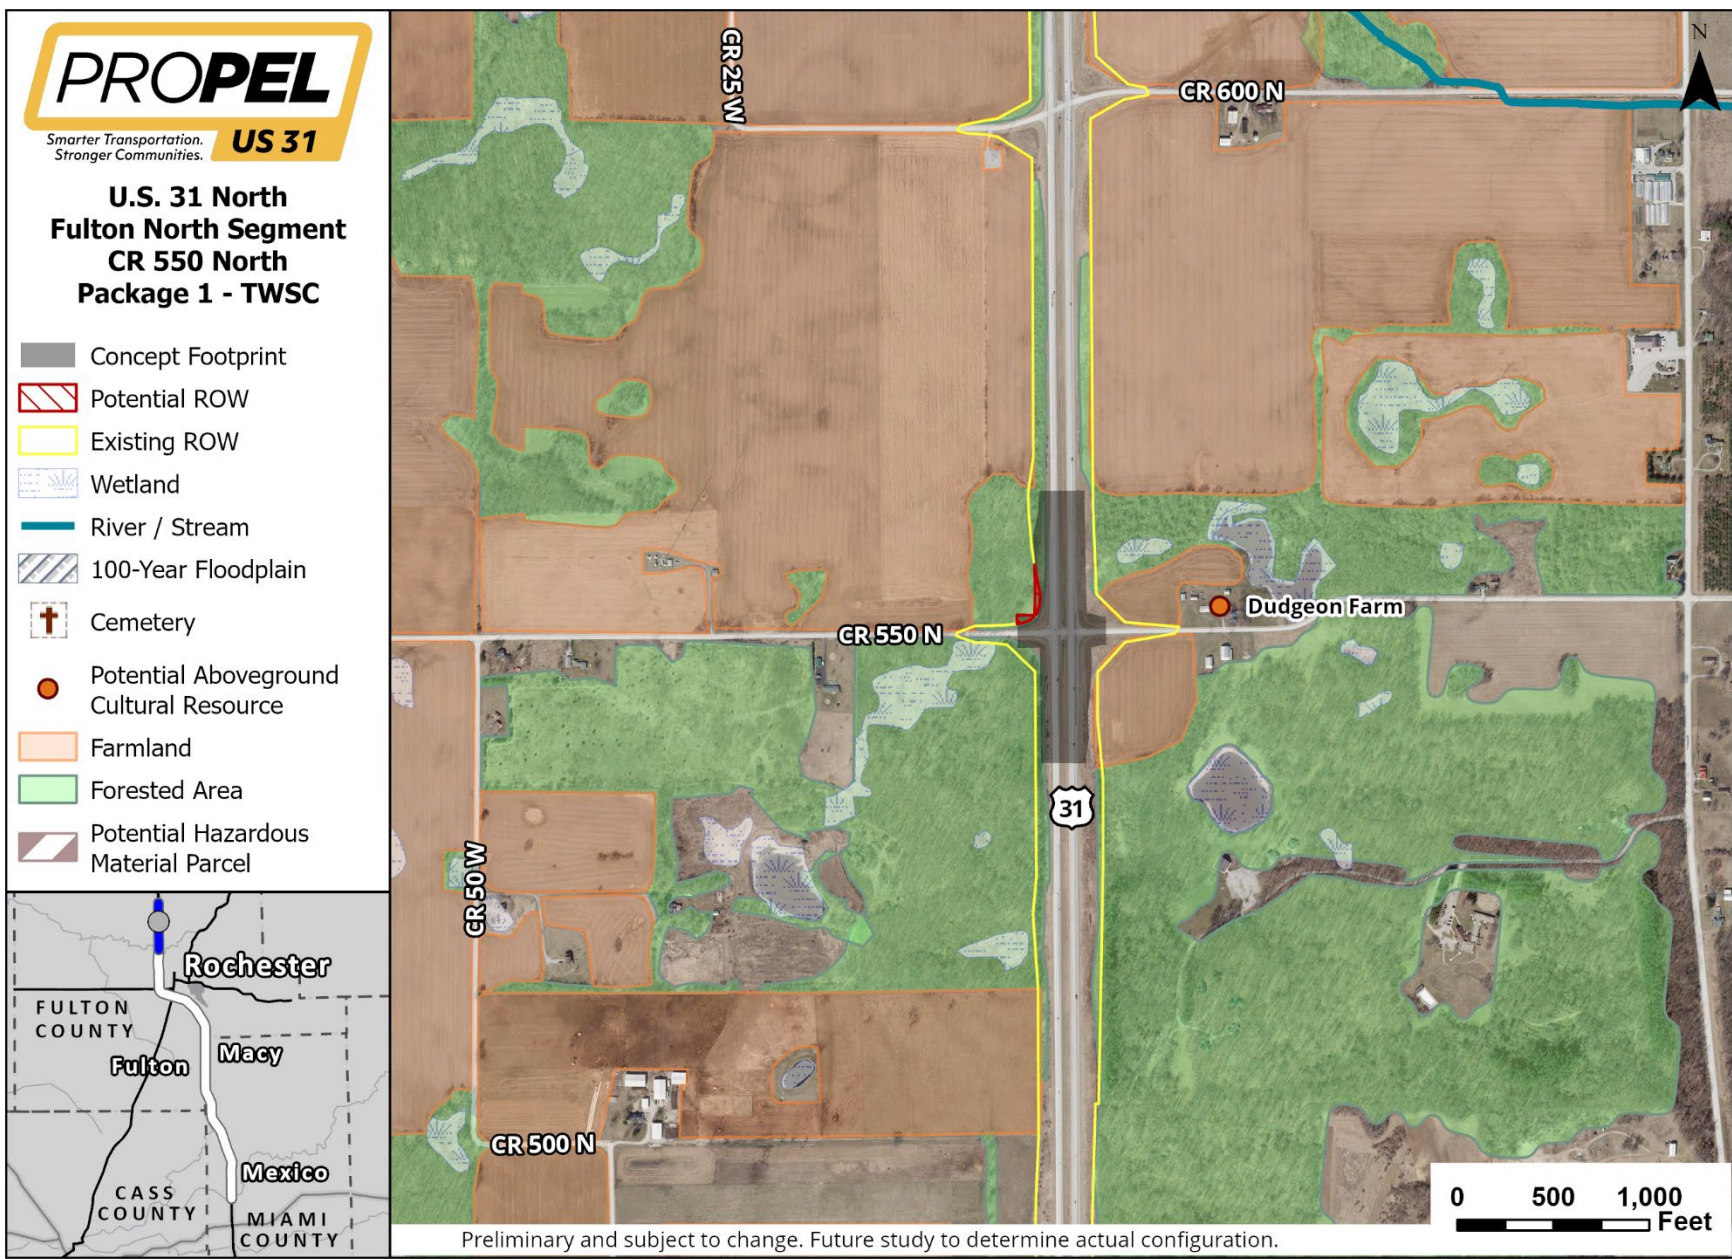 PROPEL
US 31
Smarter Transportation.
Stronger Communities.
U.S. 31 North
Fulton North Segment
CR 550 North
Package 1 - TWSC
Concept Footprint
Potential ROW
Existing ROW
Wetland
River / Stream
100-Year Floodplain
Cemetery
Potential Aboveground
Cultural Resource
Farmland
Forested Area
Potential Hazardous
Material Parcel
Rochester
FULTON
COUNTY
Macy
Fulton
Mexico
CASS
COUNTY
MIAMI
COUNTY
CR 25 W
CR 600 N
N
CR 550 N
Dudgeon Farm
31
CR 50 W
CR 500 N
0 500 1,000
Feet
Preliminary and subject to change. Future study to determine actual configuration.